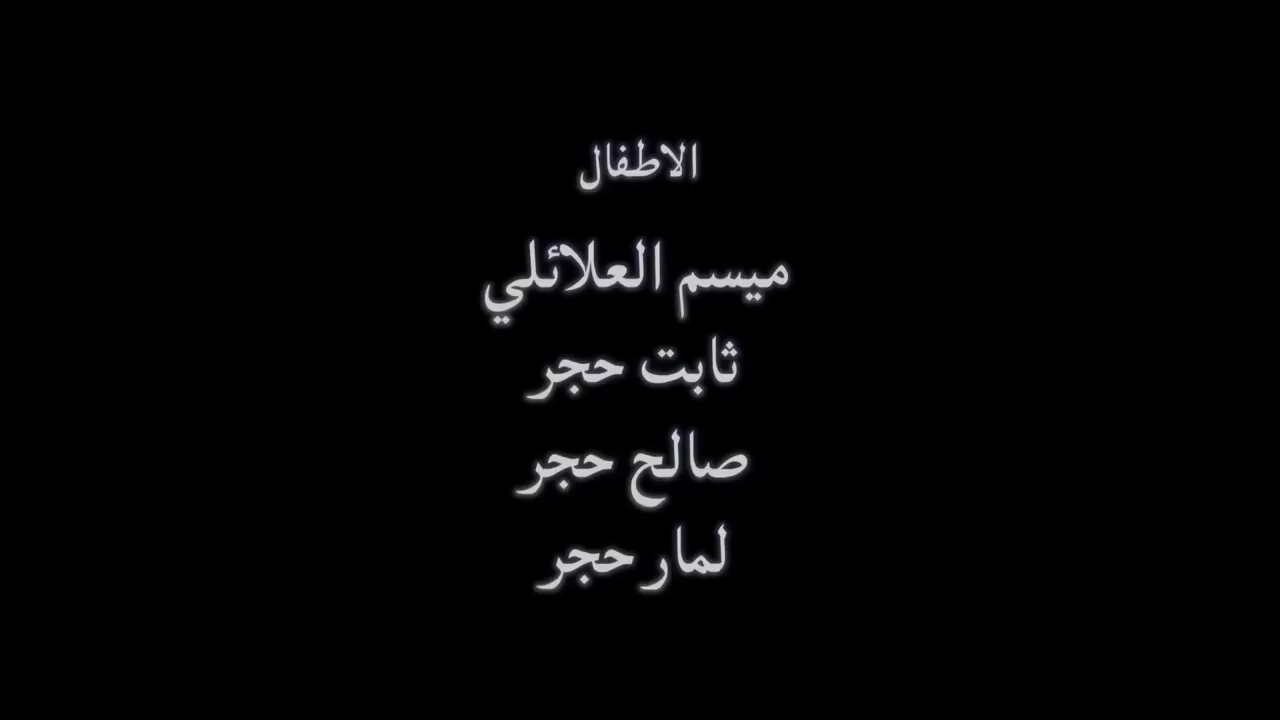 الاطفال
ميسم العلائلي
ثابت حجر
صالح حجر
لمار حجر